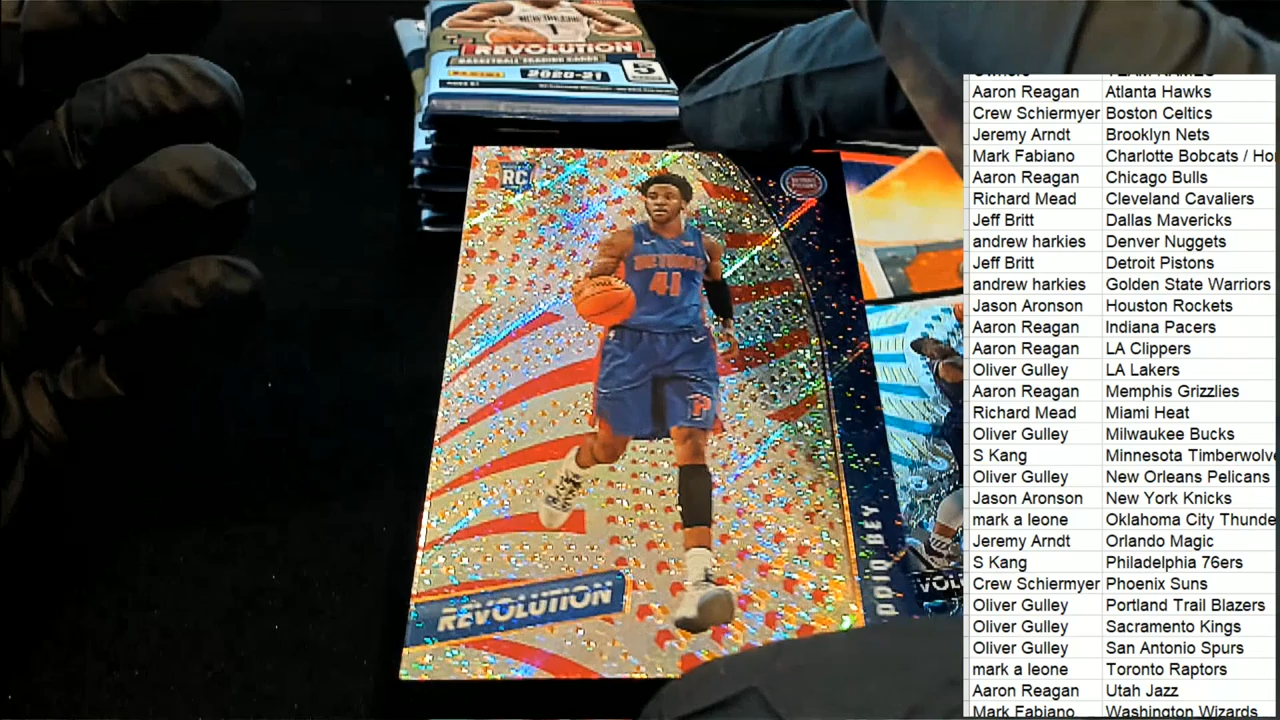 REVOLUTION
BASKETBALL TRADING CARDS
PANINI
2020-21
5
RC
DETROIT
41
REVOLUTION
BEY
Aaron Reagan Atlanta Hawks
Crew Schiermyer Boston Celtics
Jeremy Arndt Brooklyn Nets
Mark Fabiano Charlotte Bobcats / Ho
Aaron Reagan Chicago Bulls
Richard Mead Cleveland Cavaliers
Jeff Britt Dallas Mavericks
andrew harkies Denver Nuggets
Jeff Britt Detroit Pistons
andrew harkies Golden State Warriors
Jason Aronson Houston Rockets
Aaron Reagan Indiana Pacers
Aaron Reagan LA Clippers
Oliver Gulley LA Lakers
Aaron Reagan Memphis Grizzlies
Richard Mead Miami Heat
Oliver Gulley Milwaukee Bucks
S Kang Minnesota Timberwolve
Oliver Gulley New Orleans Pelicans
Jason Aronson New York Knicks
mark a leone Oklahoma City Thunde
Jeremy Arndt Orlando Magic
S Kang Philadelphia 76ers
Crew Schiermyer Phoenix Suns
Oliver Gulley Portland Trail Blazers
Oliver Gulley Sacramento Kings
Oliver Gulley San Antonio Spurs
mark a leone Toronto Raptors
Aaron Reagan Utah Jazz
Mark Fabiano Washington Wizards